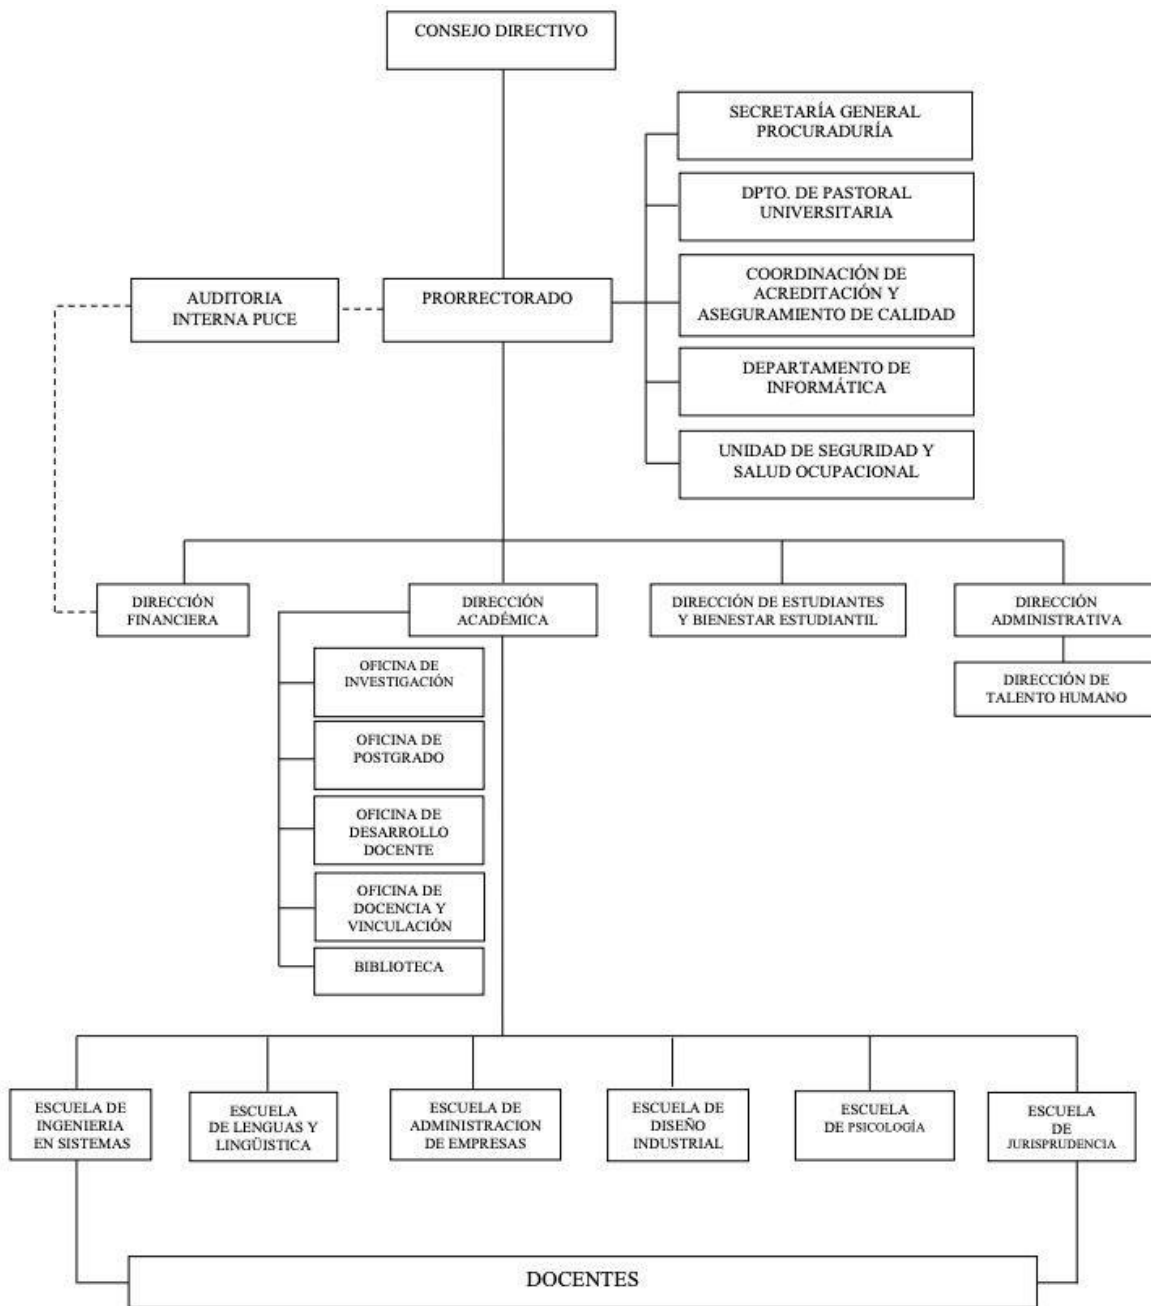 CONSEJO DIRECTIVO
SECRETARÍA GENERAL
PROCURADURÍA
DPTO. DE PASTORAL
UNIVERSITARIA
COORDINACIÓN DE
ACREDITACIÓN Y
ASEGURAMIENTO DE CALIDAD
AUDITORIA
INTERNA PUCE
PRORRECTORADO
DEPARTAMENTO DE
INFORMÁTICA
UNIDAD DE SEGURIDAD Y
SALUD OCUPACIONAL
DIRECCIÓN
FINANCIERA
DIRECCIÓN
ACADÉMICA
DIRECCIÓN DE ESTUDIANTES
Y BIENESTAR ESTUDIANTIL
DIRECCIÓN
ADMINISTRATIVA
DIRECCIÓN DE
TALENTO HUMANO
OFICINA DE
INVESTIGACIÓN
OFICINA DE
POSTGRADO
OFICINA DE
DESARROLLO
DOCENTE
OFICINA DE
DOCENCIA Y
VINCULACIÓN
BIBLIOTECA
ESCUELA DE
INGENIERIA
EN SISTEMAS
ESCUELA
DE LENGUAS Y
LINGÜISTICA
ESCUELA DE
ADMINISTRACION
DE EMPRESAS
ESCUELA DE
DISEÑO
INDUSTRIAL
ESCUELA
DE PSICOLOGÍA
ESCUELA
DE
JURISPRUDENCIA
DOCENTES